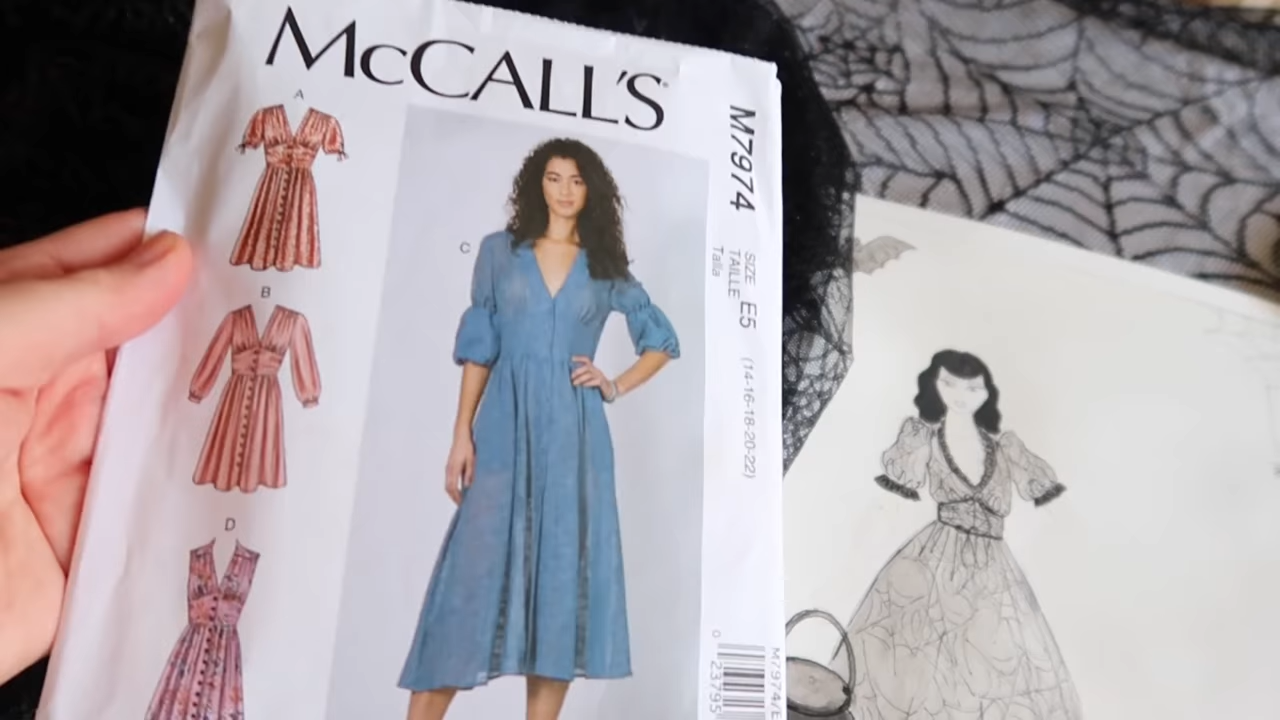 McCALL'S
A
B
C
D
M7974
SIZE
TAILLE
Talla
E5
(14-16-18-20-22)
0
23795
M7974/E